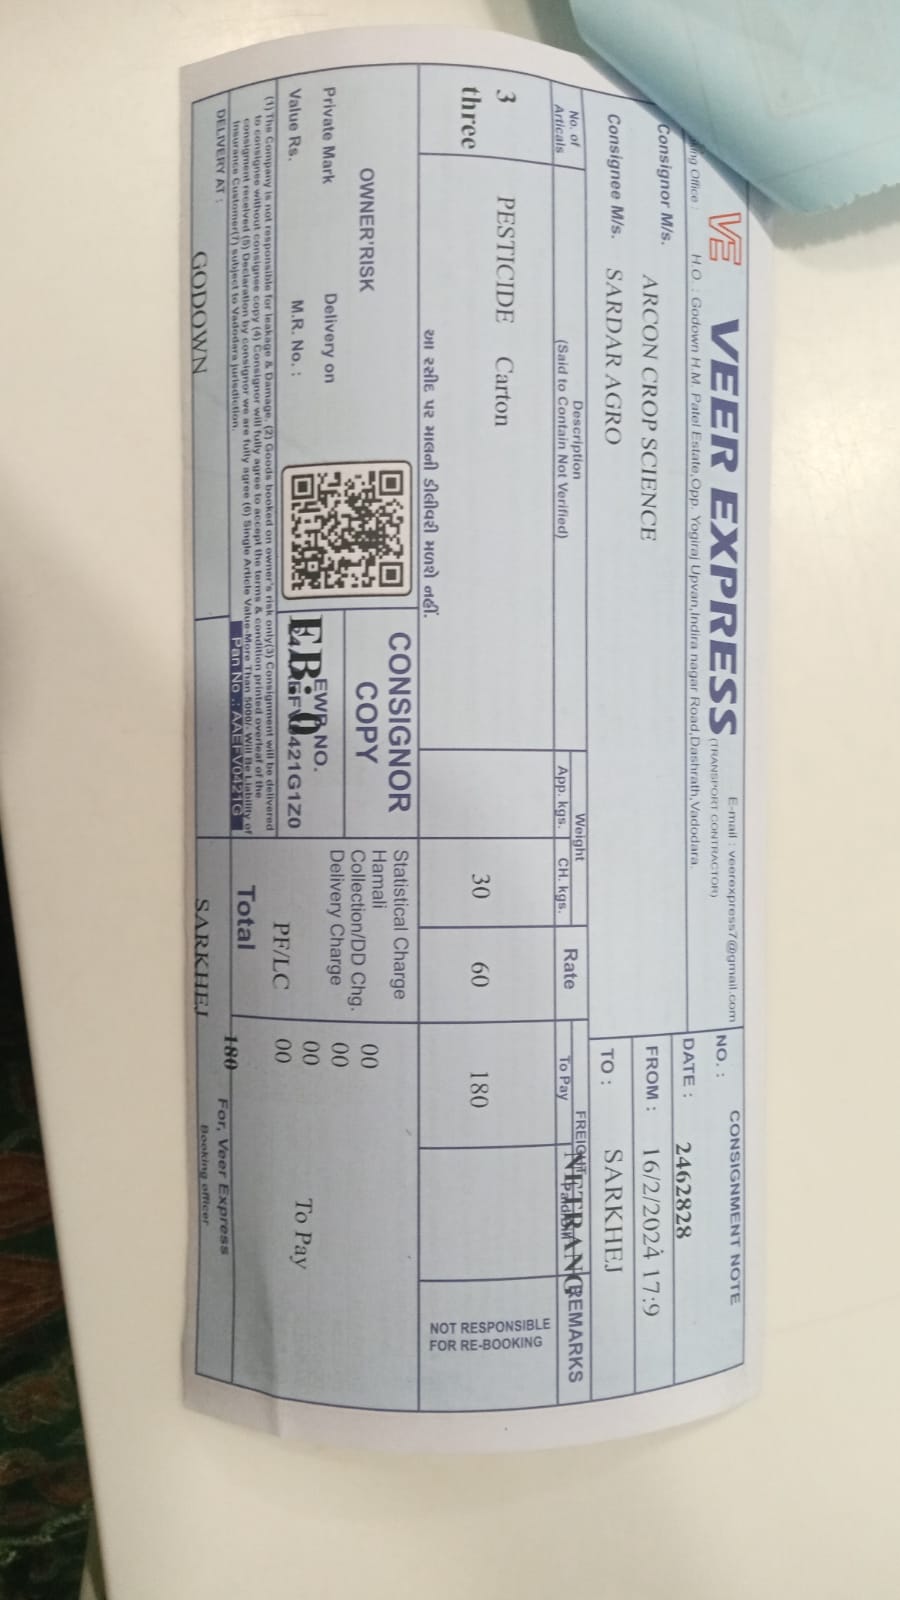 VE VEER EXPRESS (TRANSPORT CONTRACTOR)
E-mail : veerexpress7@gmail.com
ing Office : H.O. : Godown H.M. Patel Estate,Opp. Yogiraj Upvan,Indira nagar Road,Dashrath,Vadodara.
CONSIGNMENT NOTE
NO. :
DATE : 2462828
FROM : 16/2/2024 17:9
TO : SARKHEJ
NETRANG
Consignor M/s. ARCON CROP SCIENCE
Consignee M/s. SARDAR AGRO
No. of Articals
Description
(Said to Contain Not Verified)
Weight
App. kgs. CH. kgs.
Rate
FREIGHT
To Pay Paid/Bill
REMARKS
3
three
PESTICIDE Carton
30 60 180
NOT RESPONSIBLE
FOR RE-BOOKING
આ રસીદ પર માલની ડીલીવરી મળશે નહીં.
OWNER'RISK
Private Mark Delivery on
Value Rs. M.R. No. :
CONSIGNOR
COPY
EWB NO.
EB: 0
24AAEFV0421G1Z0
Statistical Charge
Hamali 00
Collection/DD Chg. 00
Delivery Charge 00
PF/LC 00
To Pay
Total 180
(1) The Company is not responsible for leakage & Damage. (2) Goods booked on owner's risk only(3) Consignment will be delivered
to consignee without consignee copy (4) Consignor will fully agree to accept the terms & condition printed overleaf of the
consigment received (5) Declaration by consignor we are fully agree (6) Single Article Value-More Than 5000/- Will Be Liability of
Insurance Customer(7) subject to Vadodara jurisdiction.
Pan No .: AAEFV0421G
DELIVERY AT :
GODOWN
SARKHEJ
For, Veer Express
Booking officer